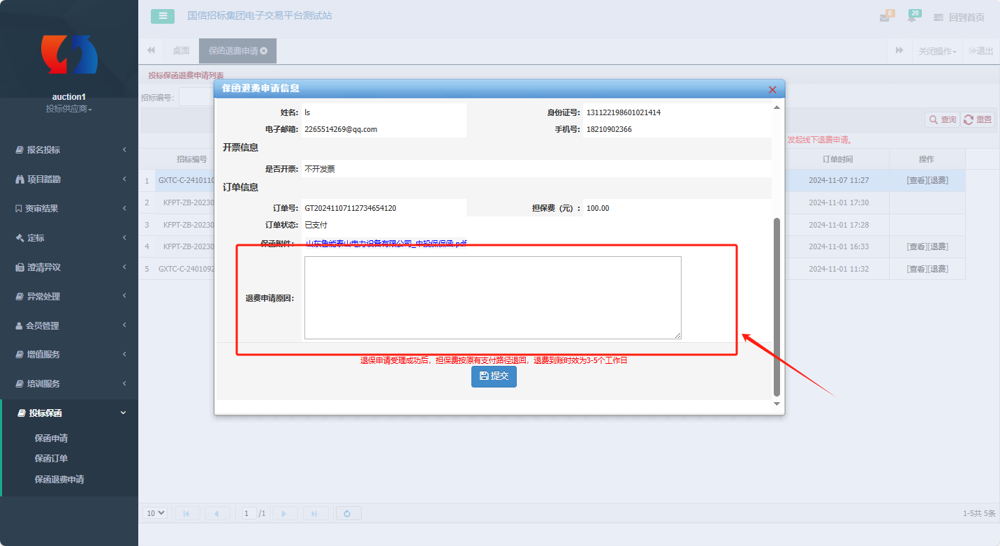 国信招标集团电子交易平台测试站
0
20
回到首页
桌面
保函退费申请
关闭操作
退出
auction1
投标供应商
报名投标
项目踏勘
资审结果
定标
澄清异议
异常处理
会员管理
增值服务
培训服务
投标保函
保函申请
保函订单
保函退费申请
投标保函退费申请列表
招标编号:
查询
重置
发起线下退费申请。
招标编号 订单时间 操作
1 GXTC-C-2410110 2024-11-07 11:27 [查看][退费]
2 KFPT-ZB-20230 2024-11-01 17:30
3 KFPT-ZB-20230 2024-11-01 17:28
4 KFPT-ZB-20230 2024-11-01 16:33 [查看][退费]
5 GXTC-C-240109 2024-11-01 11:32 [查看][退费]
保函退费申请信息
姓名: ls 身份证号: 131122198601021414
电子邮箱: 2265514269@qq.com 手机号: 18210902366
开票信息
是否开票: 不开发票
订单信息
订单号: GT20241107112734654120 担保费（元）: 100.00
订单状态: 已支付
保函附件: 山东鲁能泰山电力设备有限公司_中投保保函.pdf
退费申请原因:
退保申请受理成功后，担保费按原有支付路径退回，退费到账时效为3-5个工作日
提交
10 1 /1 1-5共 5条